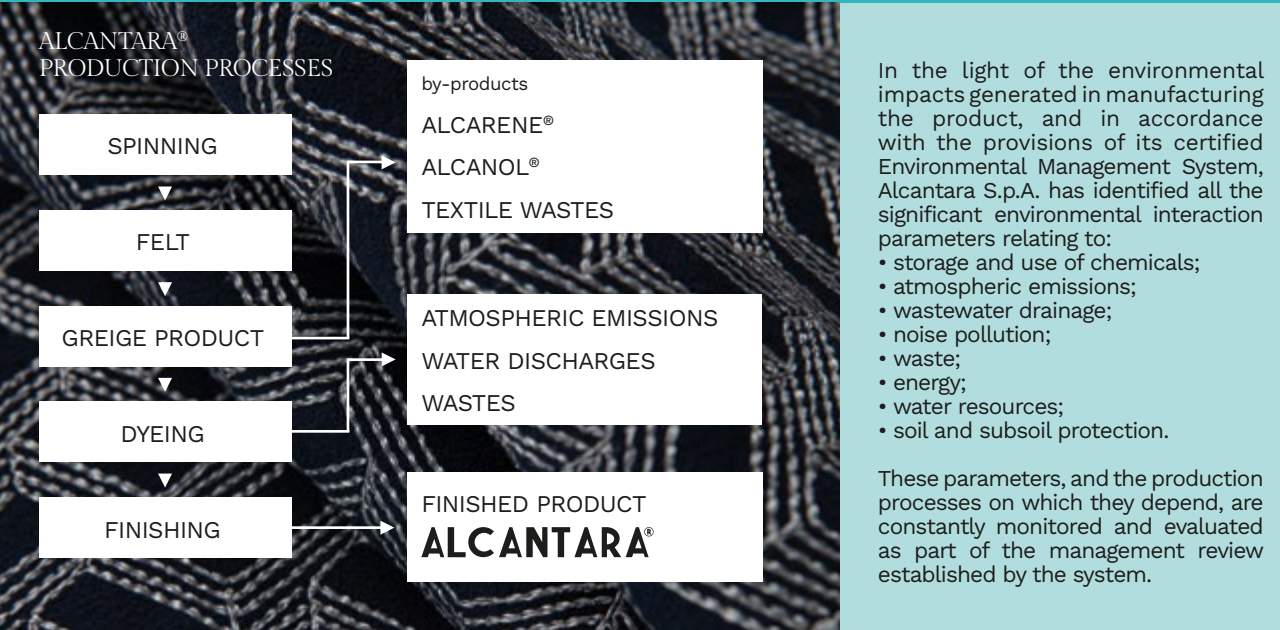 ALCANTARA®
PRODUCTION PROCESSES
SPINNING
FELT
GREIGE PRODUCT
DYEING
FINISHING
by-products
ALCARENE®
ALCANOL®
TEXTILE WASTES
ATMOSPHERIC EMISSIONS
WATER DISCHARGES
WASTES
FINISHED PRODUCT
ALCANTARA®
In the light of the environmental
impacts generated in manufacturing
the product, and in accordance
with the provisions of its certified
Environmental Management System,
Alcantara S.p.A. has identified all the
significant environmental interaction
parameters relating to:
• storage and use of chemicals;
• atmospheric emissions;
• wastewater drainage;
• noise pollution;
• waste;
• energy;
• water resources;
• soil and subsoil protection.
These parameters, and the production
processes on which they depend, are
constantly monitored and evaluated
as part of the management review
established by the system.